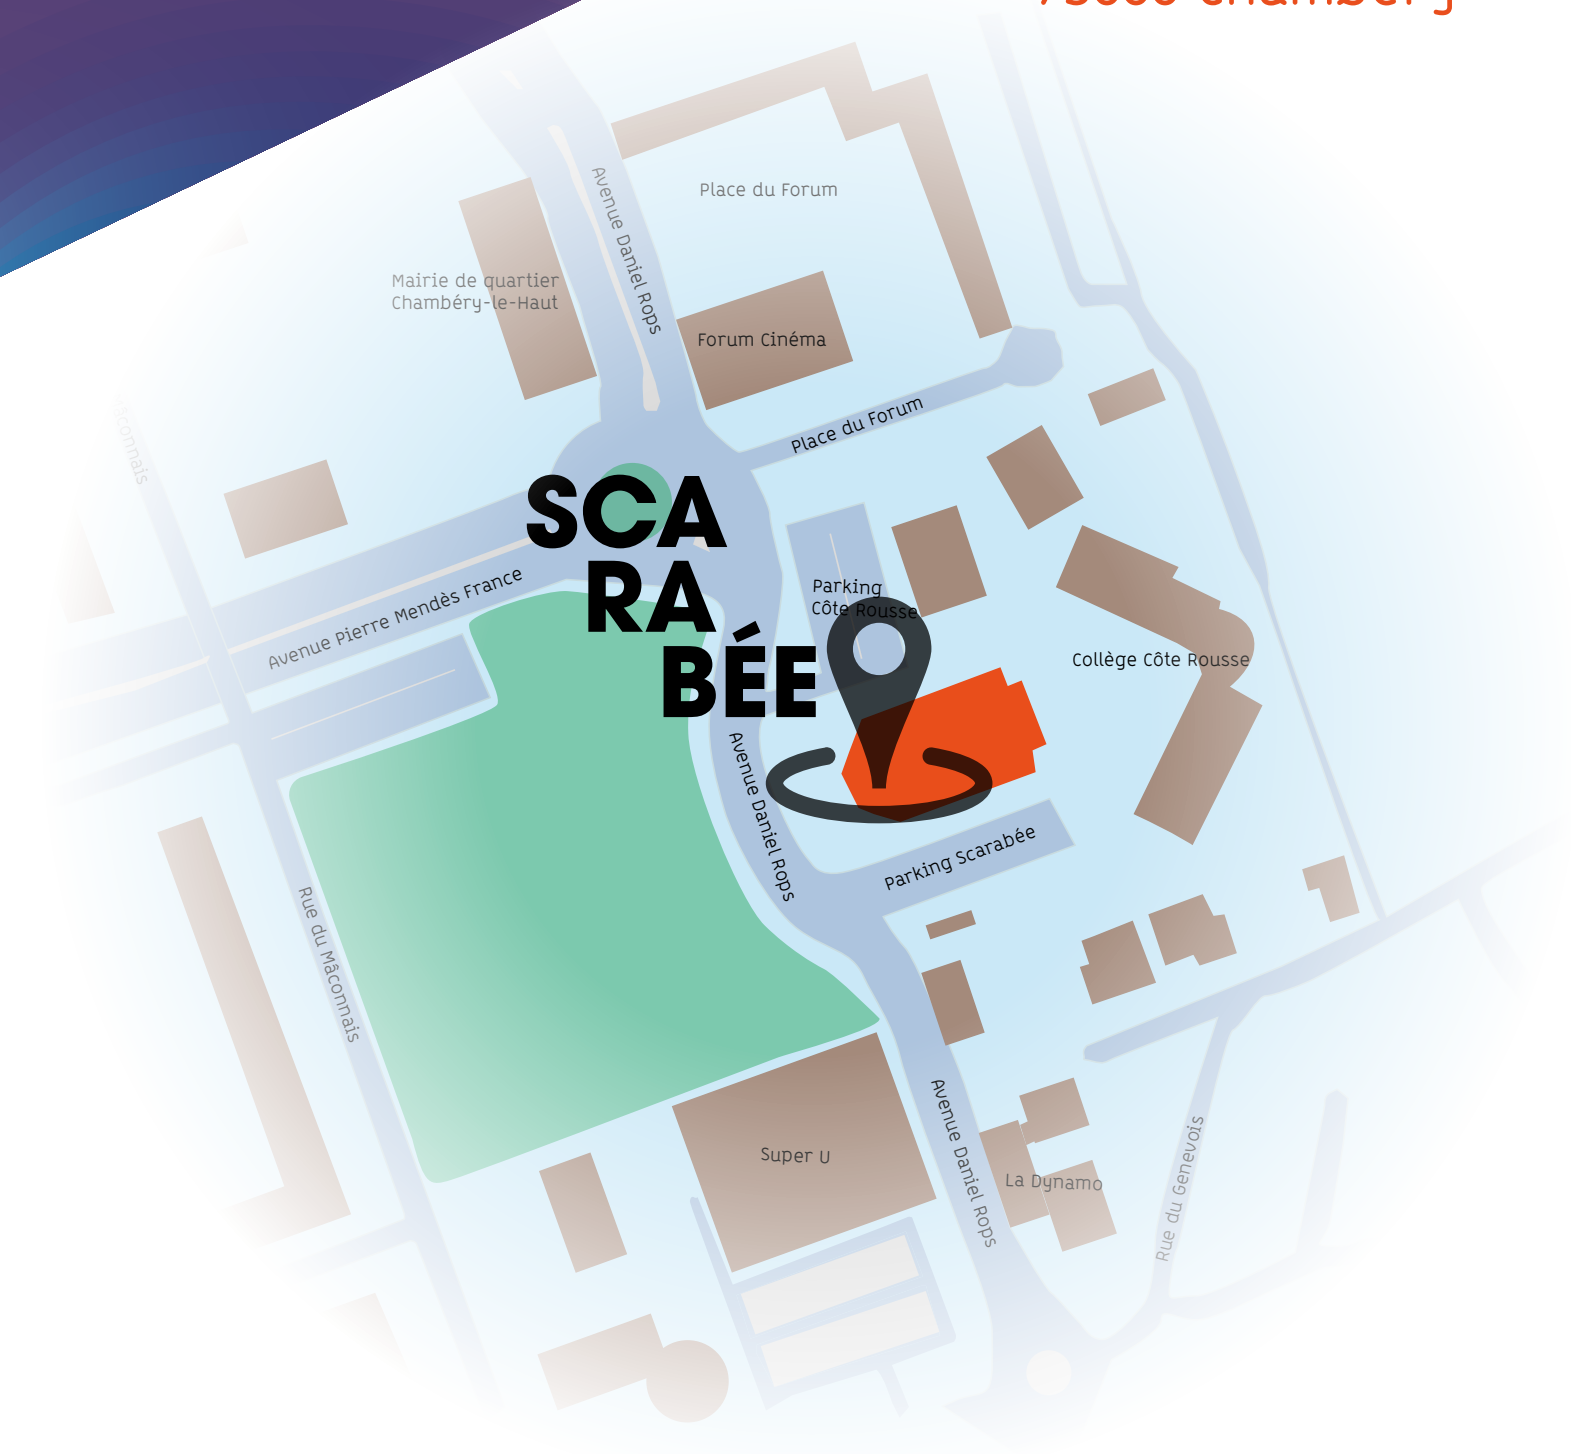 Place du Forum
Avenue Daniel Rops
Mairie de quartier
Chambéry-le-Haut
Forum Cinéma
Place du Forum
SCA
RA
BÉE
Avenue Pierre Mendès France
Parking
Côte Rousse
Collège Côte Rousse
Avenue Daniel Rops
Parking Scarabée
Rue du Mâconnais
Avenue Daniel Rops
Super U
La Dynamo
Rue du Genevois